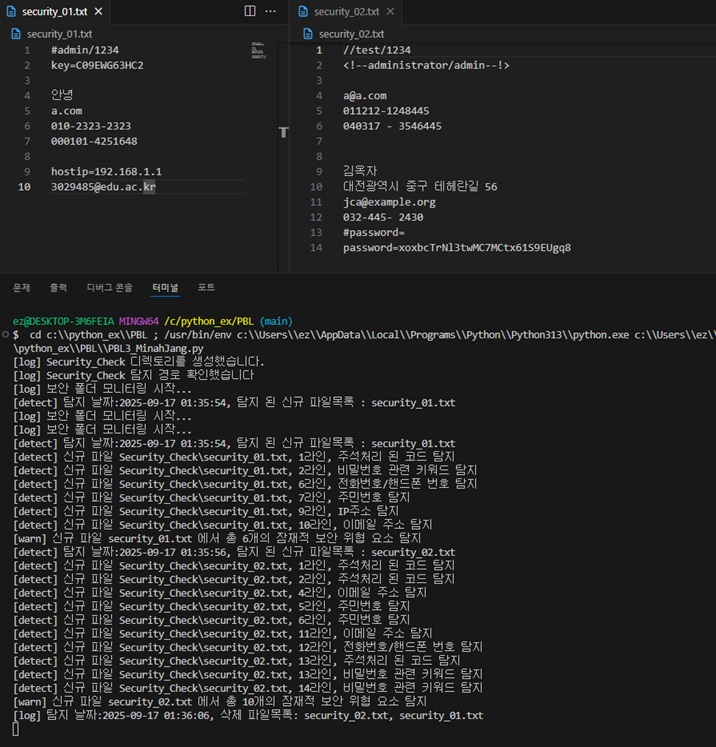 security_01.txt
security_01.txt
1 #admin/1234
2 key=C09EWG63HC2
3
4 안녕
5 a.com
6 010-2323-2323
7 000101-4251648
8
9 hostip=192.168.1.1
10 3029485@edu.ac.kr
security_02.txt
security_02.txt
1 //test/1234
2 <!--administrator/admin--!>
3
4 a@a.com
5 011212-1248445
6 040317 - 3546445
7
8
9 김목자
10 대전광역시 중구 테헤란길 56
11 jca@example.org
12 032-445- 2430
13 #password=
14 password=xoxbcTrNl3twMC7MCtx61S9EUgq8
문제 출력 디버그 콘솔 터미널 포트
ez@DESKTOP-3M6FEIA MINGW64 /c/python_ex/PBL (main)
$ cd c:\\python_ex\\PBL ; /usr/bin/env c:\\Users\\ez\\AppData\\Local\\Programs\\Python\\Python313\\python.exe c:\\Users\\ez\\
\python_ex\\PBL\\PBL3_MinahJang.py
[log] Security_Check 디렉토리를 생성했습니다.
[log] Security_Check 탐지 경로 확인했습니다
[log] 보안 폴더 모니터링 시작...
[detect] 탐지 날짜:2025-09-17 01:35:54, 탐지 된 신규 파일목록 : security_01.txt
[log] 보안 폴더 모니터링 시작...
[log] 보안 폴더 모니터링 시작...
[detect] 탐지 날짜:2025-09-17 01:35:54, 탐지 된 신규 파일목록 : security_01.txt
[detect] 신규 파일 Security_Check\security_01.txt, 1라인, 주석처리 된 코드 탐지
[detect] 신규 파일 Security_Check\security_01.txt, 2라인, 비밀번호 관련 키워드 탐지
[detect] 신규 파일 Security_Check\security_01.txt, 6라인, 전화번호/핸드폰 번호 탐지
[detect] 신규 파일 Security_Check\security_01.txt, 7라인, 주민번호 탐지
[detect] 신규 파일 Security_Check\security_01.txt, 9라인, IP주소 탐지
[detect] 신규 파일 Security_Check\security_01.txt, 10라인, 이메일 주소 탐지
[warn] 신규 파일 security_01.txt 에서 총 6개의 잠재적 보안 위협 요소 탐지
[detect] 탐지 날짜:2025-09-17 01:35:56, 탐지 된 신규 파일목록 : security_02.txt
[detect] 신규 파일 Security_Check\security_02.txt, 1라인, 주석처리 된 코드 탐지
[detect] 신규 파일 Security_Check\security_02.txt, 2라인, 주석처리 된 코드 탐지
[detect] 신규 파일 Security_Check\security_02.txt, 4라인, 이메일 주소 탐지
[detect] 신규 파일 Security_Check\security_02.txt, 5라인, 주민번호 탐지
[detect] 신규 파일 Security_Check\security_02.txt, 6라인, 주민번호 탐지
[detect] 신규 파일 Security_Check\security_02.txt, 11라인, 이메일 주소 탐지
[detect] 신규 파일 Security_Check\security_02.txt, 12라인, 전화번호/핸드폰 번호 탐지
[detect] 신규 파일 Security_Check\security_02.txt, 13라인, 주석처리 된 코드 탐지
[detect] 신규 파일 Security_Check\security_02.txt, 13라인, 비밀번호 관련 키워드 탐지
[detect] 신규 파일 Security_Check\security_02.txt, 14라인, 비밀번호 관련 키워드 탐지
[warn] 신규 파일 security_02.txt 에서 총 10개의 잠재적 보안 위협 요소 탐지
[log] 탐지 날짜:2025-09-17 01:36:06, 삭제 파일목록: security_02.txt, security_01.txt